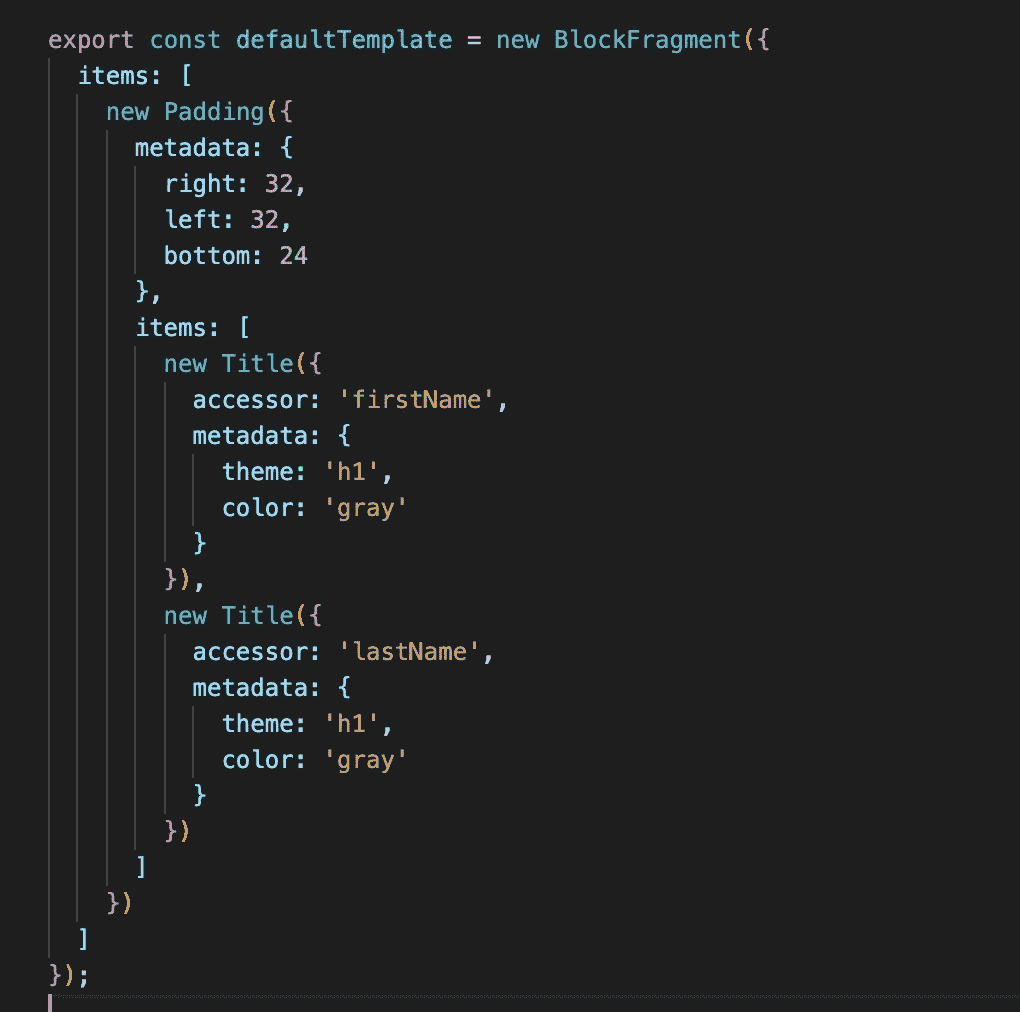 export const defaultTemplate = new BlockFragment({
  items: [
    new Padding({
      metadata: {
        right: 32,
        left: 32,
        bottom: 24
      },
      items: [
        new Title({
          accessor: 'firstName',
          metadata: {
            theme: 'h1',
            color: 'gray'
          }
        }),
        new Title({
          accessor: 'lastName',
          metadata: {
            theme: 'h1',
            color: 'gray'
          }
        })
      ]
    })
  ]
});